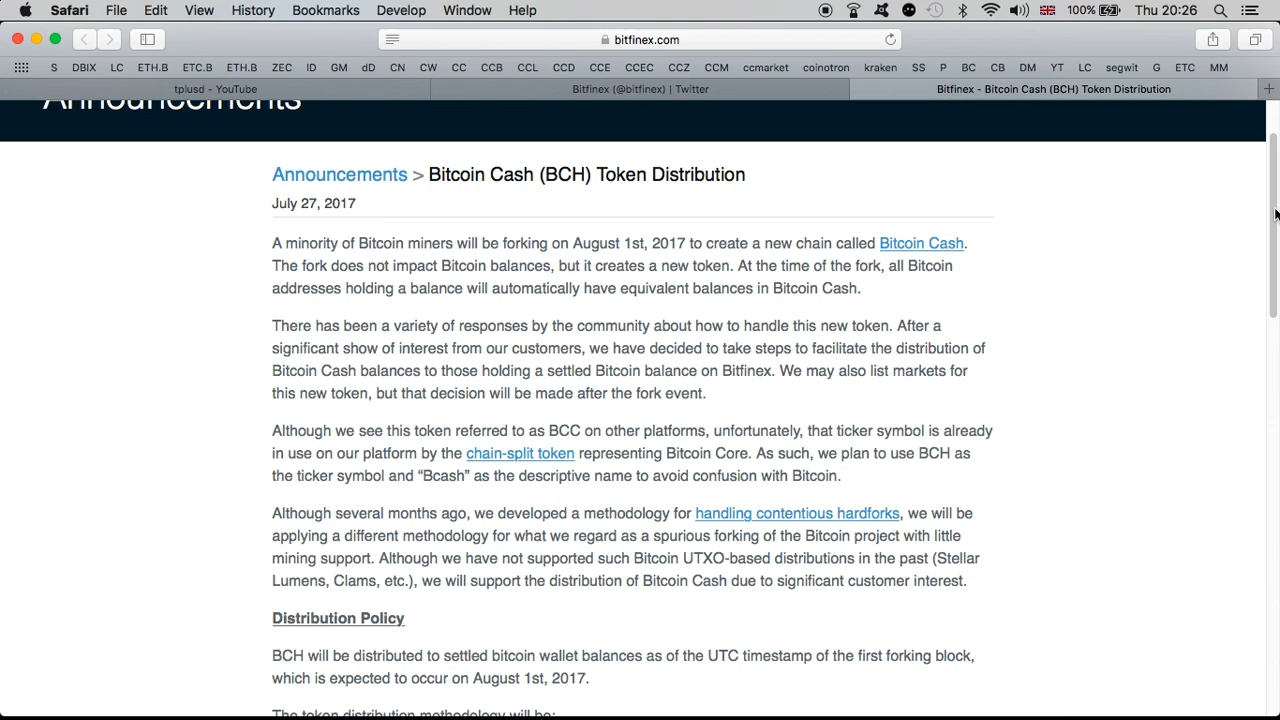 Safari File Edit View History Bookmarks Develop Window Help 100% Thu 20:26
bitfinex.com
S DBIX LC ETH.B ETC.B ETH.B ZEC ID GM dD CN CW CC CCB CCL CCD CCE CCEC CCZ CCM ccmarket coinotron kraken SS P BC CB DM YT LC segwit G ETC MM
tplusd - YouTube Bitfinex (@bitfinex) | Twitter Bitfinex - Bitcoin Cash (BCH) Token Distribution
Announcements
Announcements > Bitcoin Cash (BCH) Token Distribution
July 27, 2017
A minority of Bitcoin miners will be forking on August 1st, 2017 to create a new chain called Bitcoin Cash.
The fork does not impact Bitcoin balances, but it creates a new token. At the time of the fork, all Bitcoin
addresses holding a balance will automatically have equivalent balances in Bitcoin Cash.
There has been a variety of responses by the community about how to handle this new token. After a
significant show of interest from our customers, we have decided to take steps to facilitate the distribution of
Bitcoin Cash balances to those holding a settled Bitcoin balance on Bitfinex. We may also list markets for
this new token, but that decision will be made after the fork event.
Although we see this token referred to as BCC on other platforms, unfortunately, that ticker symbol is already
in use on our platform by the chain-split token representing Bitcoin Core. As such, we plan to use BCH as
the ticker symbol and “Bcash” as the descriptive name to avoid confusion with Bitcoin.
Although several months ago, we developed a methodology for handling contentious hardforks, we will be
applying a different methodology for what we regard as a spurious forking of the Bitcoin project with little
mining support. Although we have not supported such Bitcoin UTXO-based distributions in the past (Stellar
Lumens, Clams, etc.), we will support the distribution of Bitcoin Cash due to significant customer interest.
Distribution Policy
BCH will be distributed to settled bitcoin wallet balances as of the UTC timestamp of the first forking block,
which is expected to occur on August 1st, 2017.
The token distribution methodology will be: